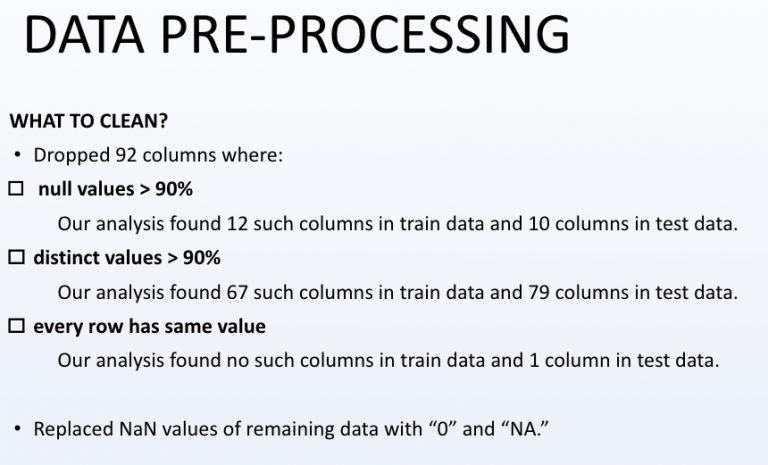 DATA PRE-PROCESSING
WHAT TO CLEAN?
• Dropped 92 columns where:
☐ null values > 90%
Our analysis found 12 such columns in train data and 10 columns in test data.
☐ distinct values > 90%
Our analysis found 67 such columns in train data and 79 columns in test data.
☐ every row has same value
Our analysis found no such columns in train data and 1 column in test data.
• Replaced NaN values of remaining data with “0” and “NA.”